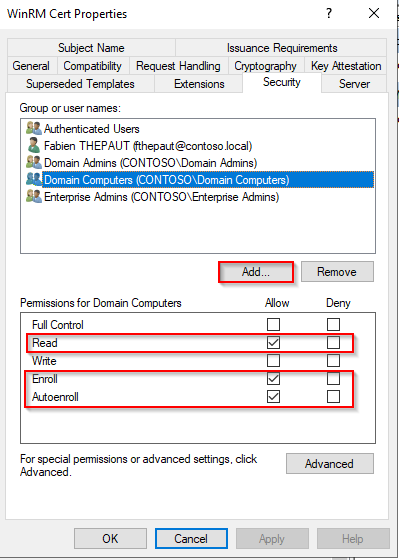 WinRM Cert Properties
Subject Name Issuance Requirements
General Compatibility Request Handling Cryptography Key Attestation
Superseded Templates Extensions Security Server
Group or user names:
Authenticated Users
Fabien THEPAUT (fthepaut@contoso.local)
Domain Admins (CONTOSO\Domain Admins)
Domain Computers (CONTOSO\Domain Computers)
Enterprise Admins (CONTOSO\Enterprise Admins)
Add... Remove
Permissions for Domain Computers Allow Deny
Full Control
Read
Write
Enroll
Autoenroll
For special permissions or advanced settings, click
Advanced.
Advanced
OK Cancel Apply Help